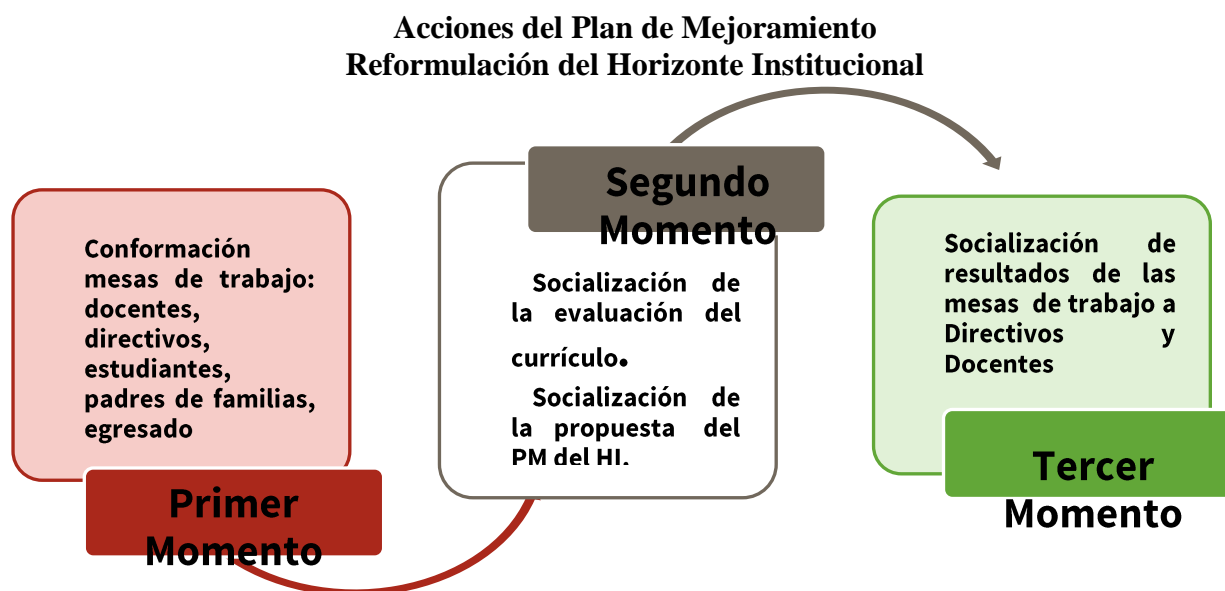 Acciones del Plan de Mejoramiento
Reformulación del Horizonte Institucional
Conformación
mesas de trabajo:
docentes,
directivos,
estudiantes,
padres de familias,
egresado
Primer
Momento
Segundo
Momento
Socialización de
la evaluación del
currículo.
Socialización de
la propuesta del
PM del HI.
Socialización de
resultados de las
mesas de trabajo a
Directivos y
Docentes
Tercer
Momento